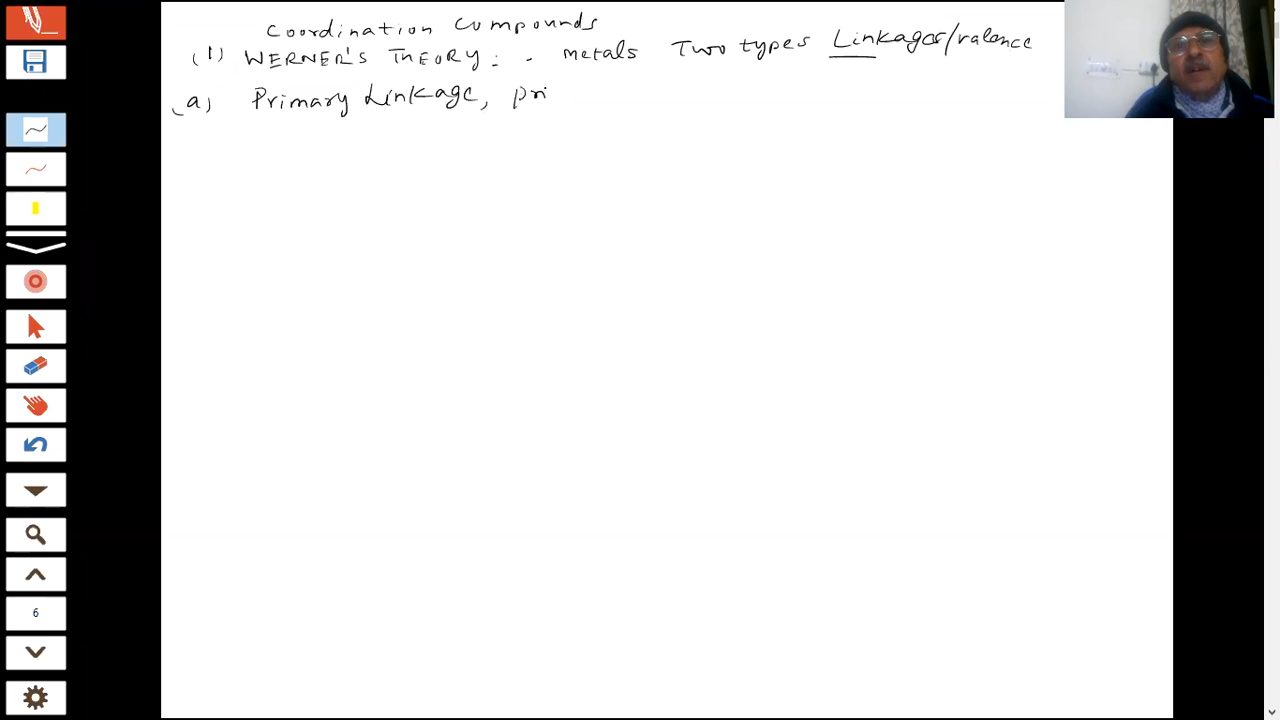 Coordination Compounds
(1) WERNER'S THEORY: - metals Two types Linkages/valence
(a) Primary Linkage, pri
6